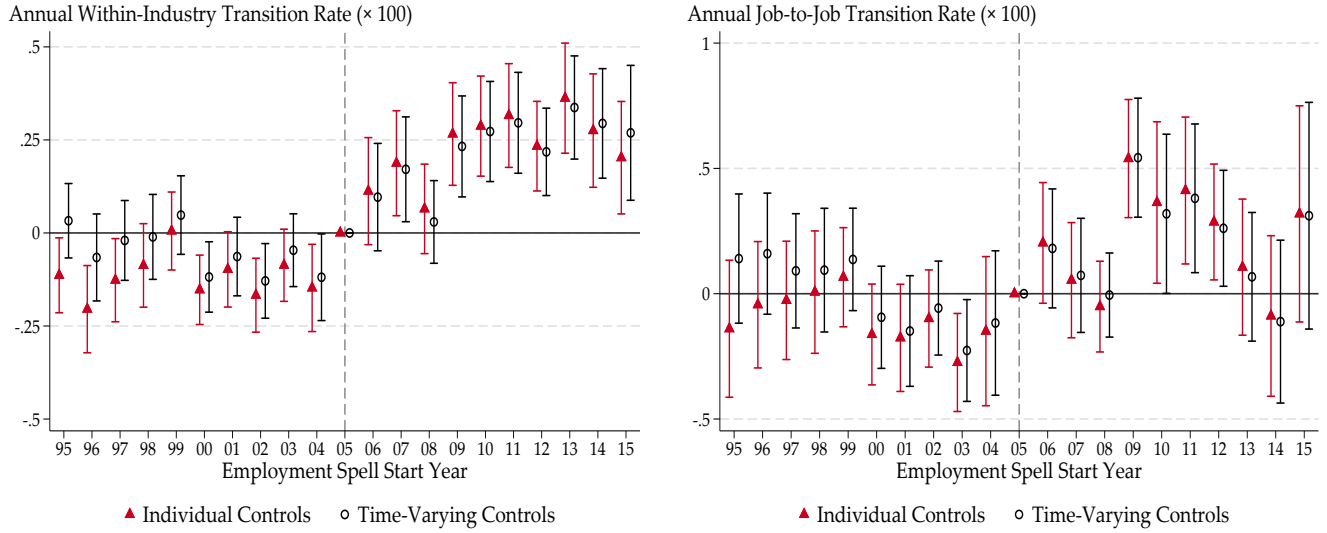 Annual Within-Industry Transition Rate (× 100)
.5
.25
0
-.25
-.5
95 96 97 98 99 00 01 02 03 04 05 06 07 08 09 10 11 12 13 14 15
Employment Spell Start Year
Individual Controls Time-Varying Controls
Annual Job-to-Job Transition Rate (× 100)
1
.5
0
-.5
95 96 97 98 99 00 01 02 03 04 05 06 07 08 09 10 11 12 13 14 15
Employment Spell Start Year
Individual Controls Time-Varying Controls